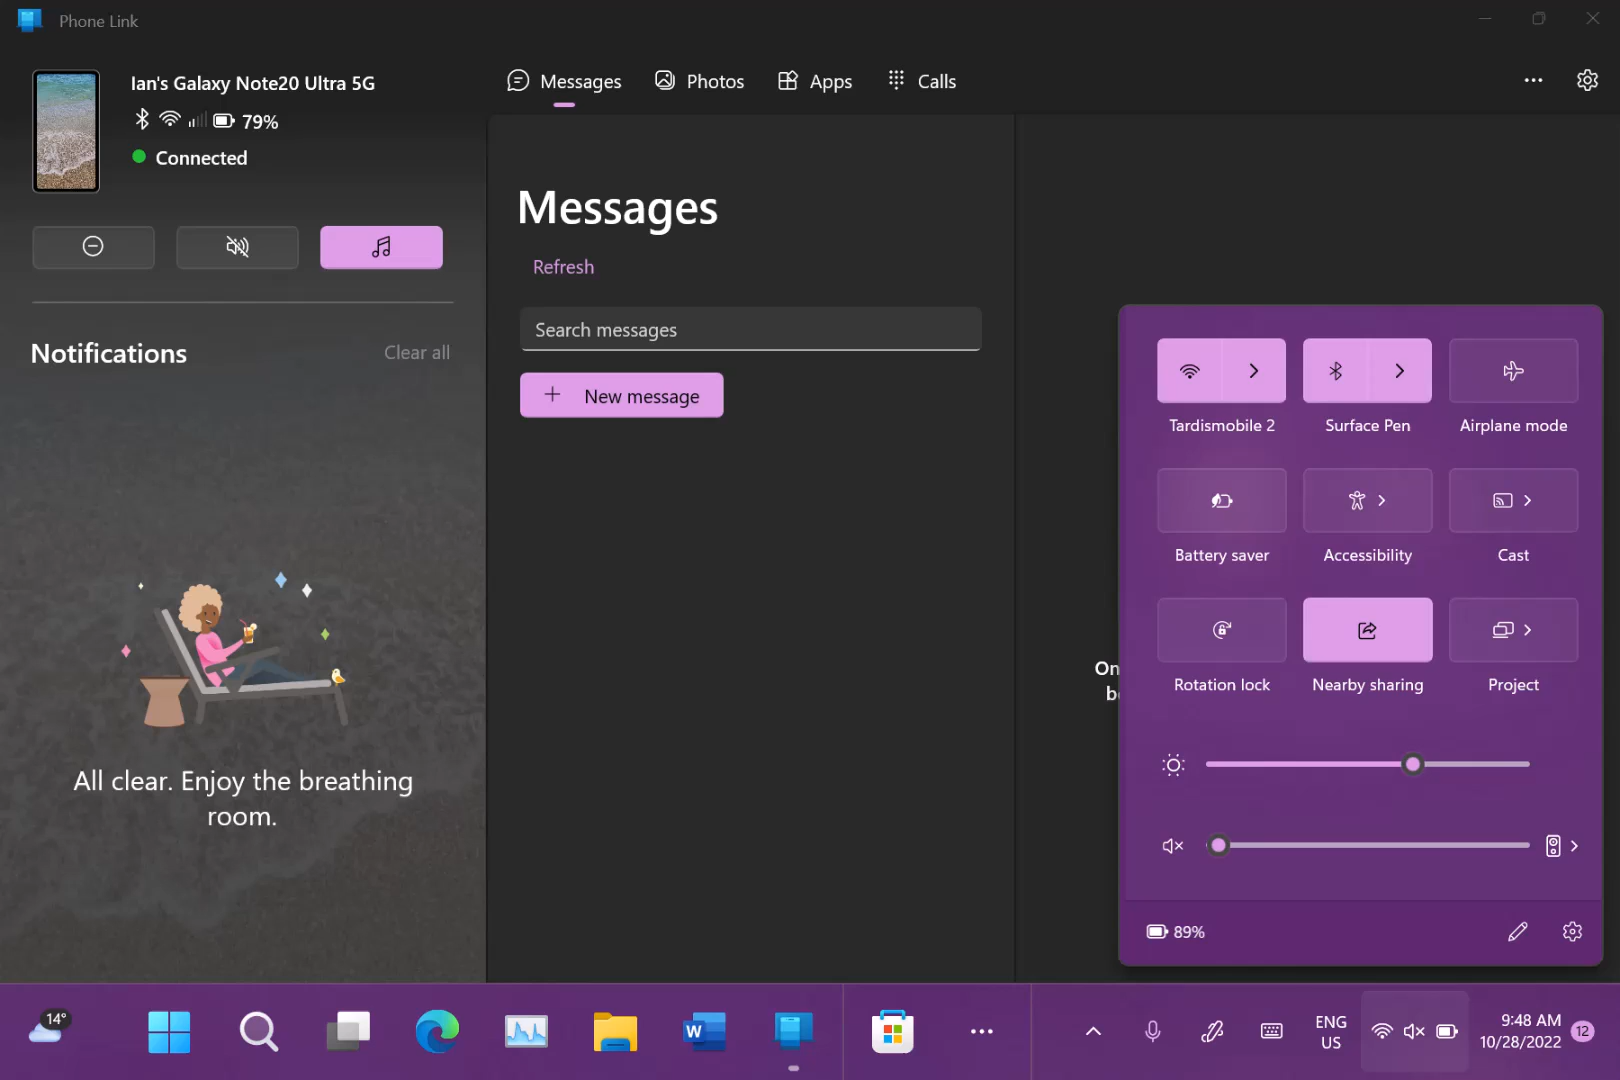 Phone Link
Ian's Galaxy Note20 Ultra 5G
79%
Connected
Notifications
Clear all
All clear. Enjoy the breathing
room.
Messages
Photos
Apps
Calls
Messages
Refresh
Search messages
New message
On
be
Tardismobile 2
Surface Pen
Airplane mode
Battery saver
Accessibility
Cast
Rotation lock
Nearby sharing
Project
89%
14°
W
ENG
US
9:48 AM
10/28/2022
12